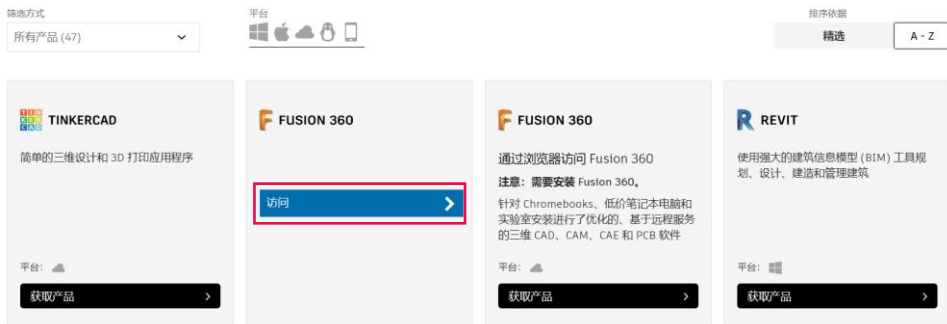 筛选方式
所有产品 (47)
平台
排序依据
精选
A - Z
TINKERCAD
简单的三维设计和 3D 打印应用程序
平台：
获取产品
FUSION 360
访问
FUSION 360
通过浏览器访问 Fusion 360
注意：需要安装 Fusion 360。
针对 Chromebooks、低价笔记本电脑和
实验室安装进行了优化的、基于远程服务
的三维 CAD、CAM、CAE 和 PCB 软件
平台：
获取产品
REVIT
使用强大的建筑信息模型 (BIM) 工具规
划、设计、建造和管理建筑
平台：
获取产品